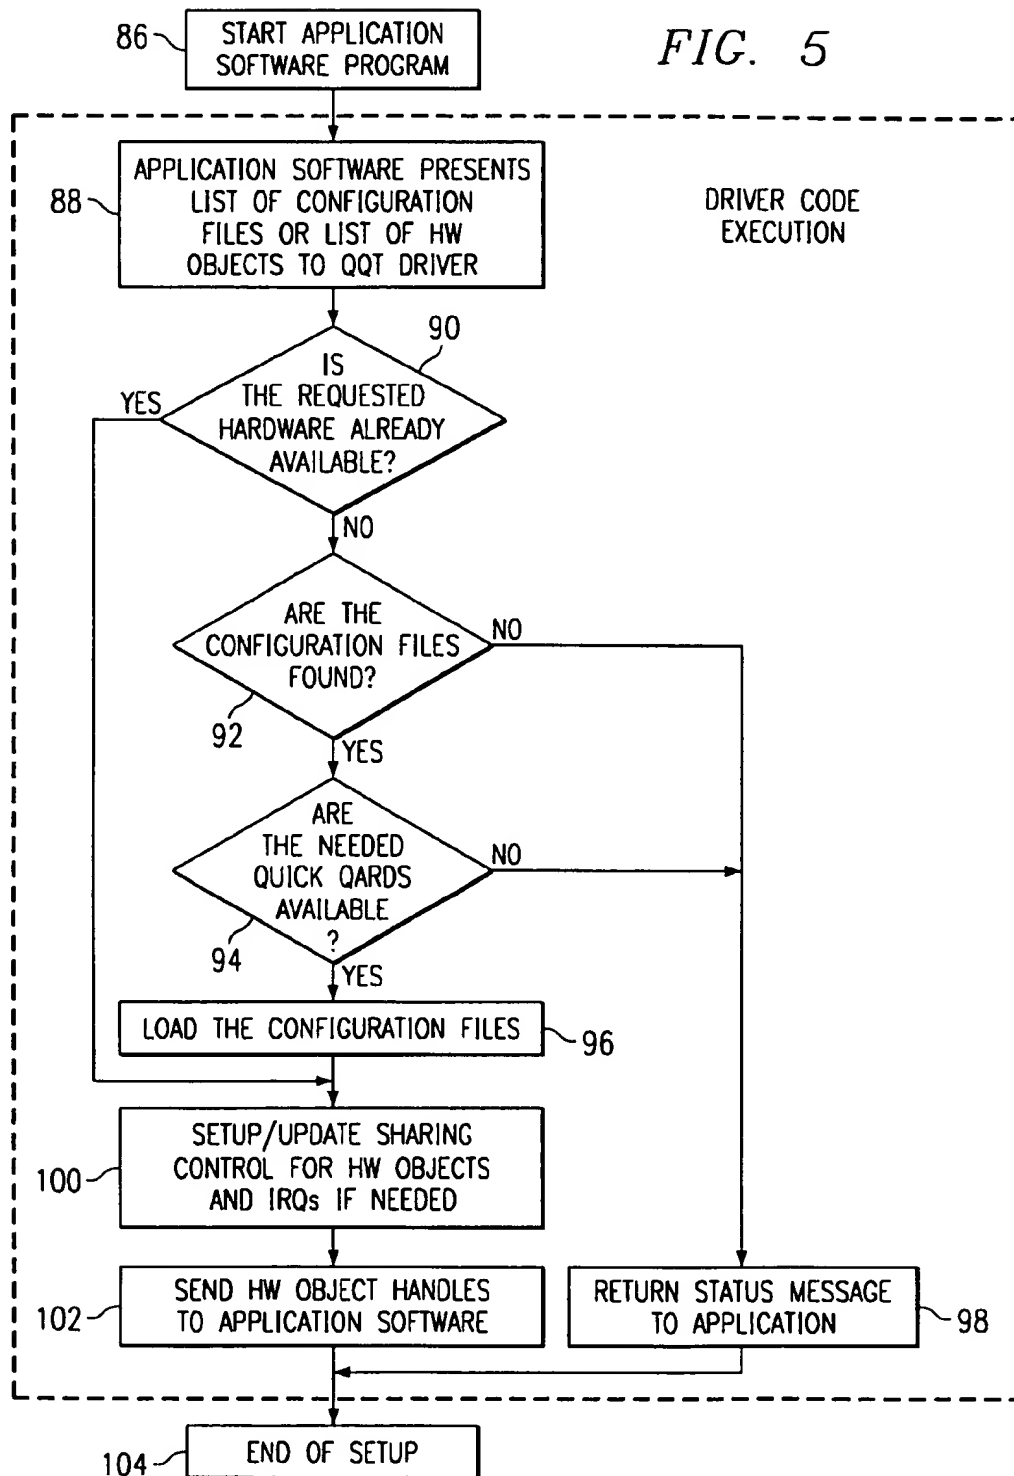 FIG. 5
86
START APPLICATION
SOFTWARE PROGRAM
DRIVER CODE
EXECUTION
88
APPLICATION SOFTWARE PRESENTS
LIST OF CONFIGURATION
FILES OR LIST OF HW
OBJECTS TO QQT DRIVER
90
IS
THE REQUESTED
HARDWARE ALREADY
AVAILABLE?
YES
NO
ARE THE
CONFIGURATION FILES
FOUND?
NO
92
YES
ARE
THE NEEDED
QUICK QARDS
AVAILABLE
?
NO
94
YES
LOAD THE CONFIGURATION FILES
96
100
SETUP/UPDATE SHARING
CONTROL FOR HW OBJECTS
AND IRQs IF NEEDED
102
SEND HW OBJECT HANDLES
TO APPLICATION SOFTWARE
RETURN STATUS MESSAGE
TO APPLICATION
98
104
END OF SETUP